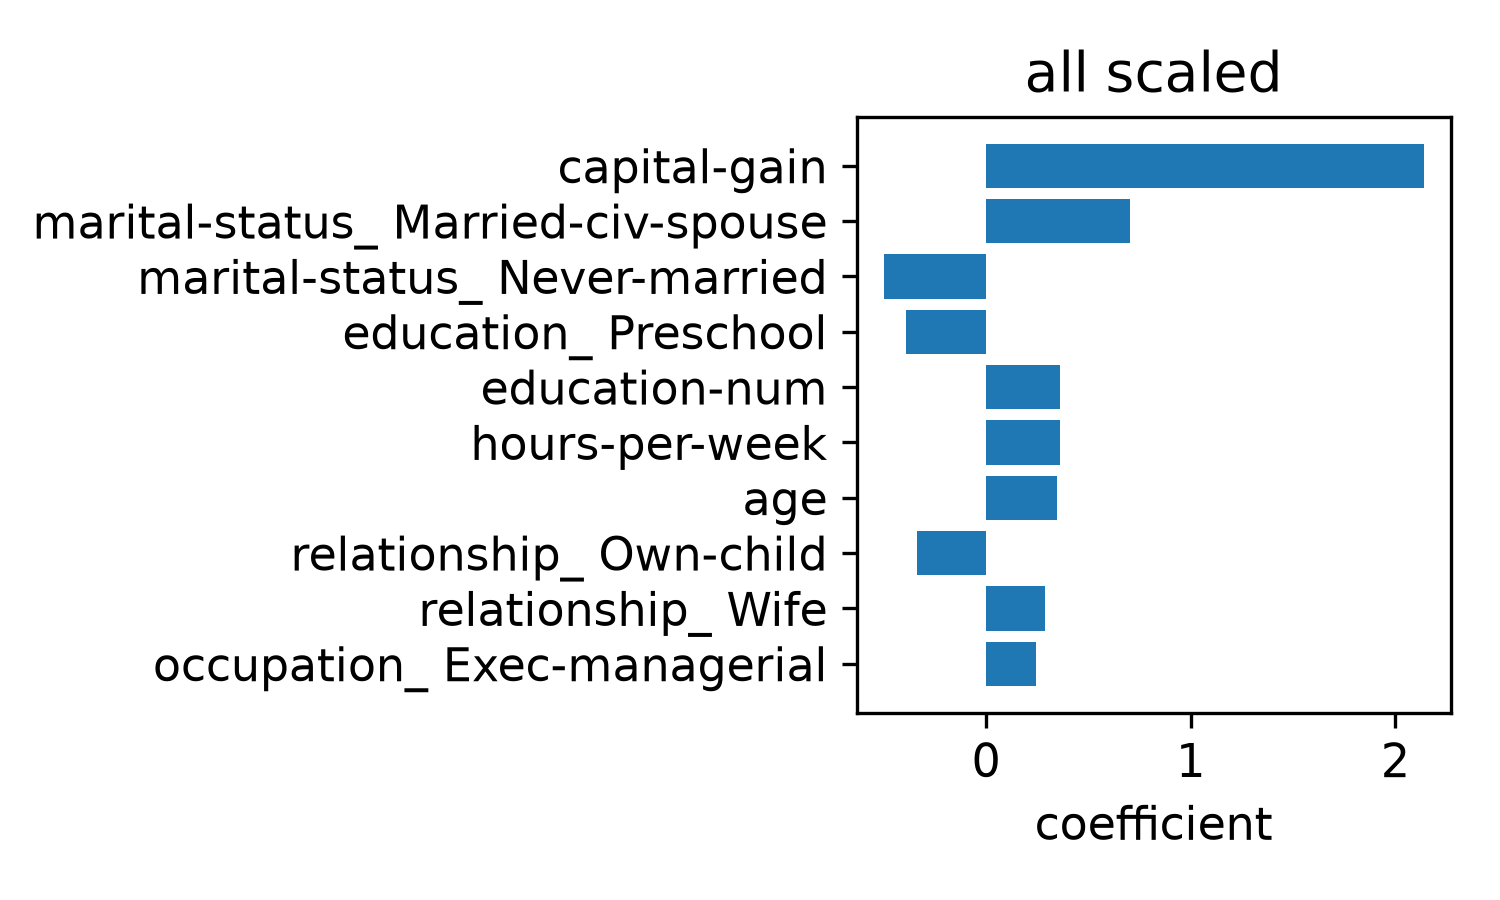 all scaled
capital-gain
marital-status_ Married-civ-spouse
marital-status_ Never-married
education_ Preschool
education-num
hours-per-week
age
relationship_ Own-child
relationship_ Wife
occupation_ Exec-managerial
0 1 2
coefficient